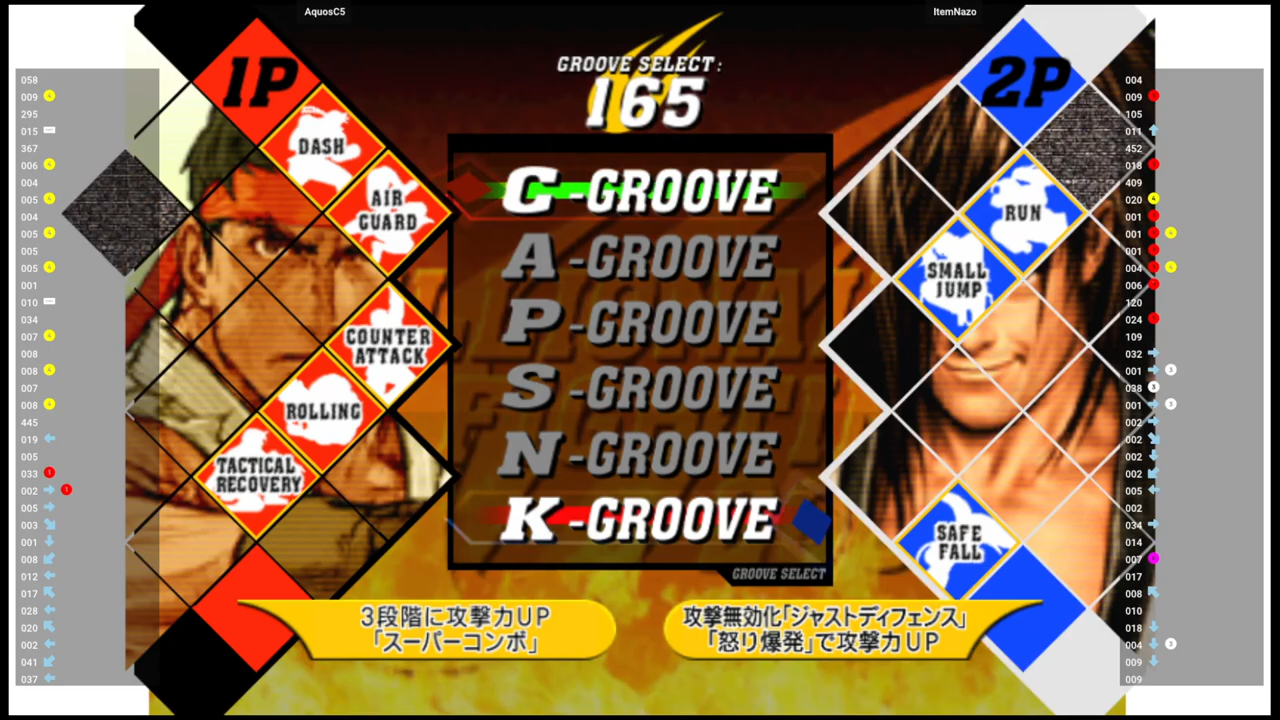 AquosC5
ItemNazo
1P
GROOVE SELECT:
165
2P
DASH
AIR
GUARD
COUNTER
ATTACK
ROLLING
TACTICAL
RECOVERY
C-GROOVE
A-GROOVE
P-GROOVE
S-GROOVE
N-GROOVE
K-GROOVE
GROOVE SELECT
RUN
SMALL
JUMP
SAFE
FALL
3段階に攻撃力UP
「スーパーコンボ」
攻撃無効化「ジャストディフェンス」
「怒り爆発」で攻撃力UP
058
009
295
015
367
006
004
005
004
005
005
005
001
010
034
007
008
008
007
008
445
019
005
033
002
005
003
001
008
012
017
028
020
002
041
037
004
009
105
011
452
018
409
020
001
001
001
004
006
120
024
109
032
001
038
001
002
002
002
002
005
002
034
014
007
017
008
010
018
004
009
009